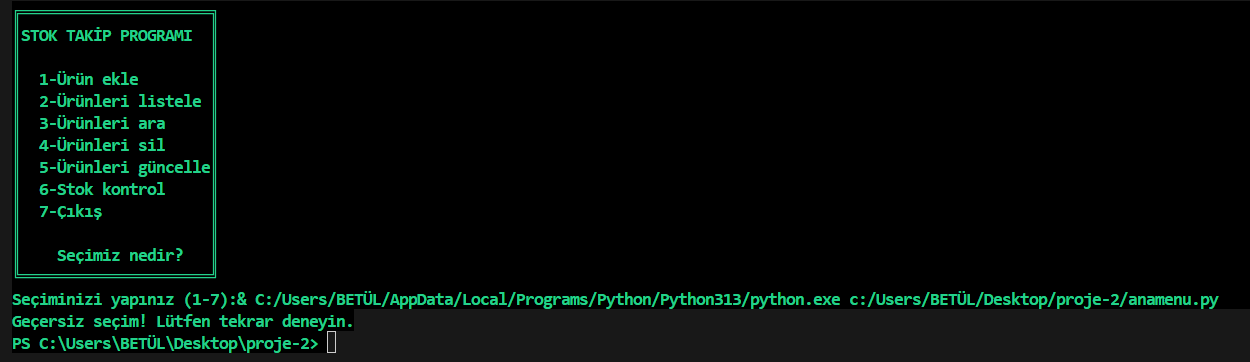 STOK TAKİP PROGRAMI
1-Ürün ekle
2-Ürünleri listele
3-Ürünleri ara
4-Ürünleri sil
5-Ürünleri güncelle
6-Stok kontrol
7-Çıkış
Seçimiz nedir?
Seçiminizi yapınız (1-7):& C:/Users/BETÜL/AppData/Local/Programs/Python/Python313/python.exe c:/Users/BETÜL/Desktop/proje-2/anamenu.py
Geçersiz seçim! Lütfen tekrar deneyin.
PS C:\Users\BETÜL\Desktop\proje-2>